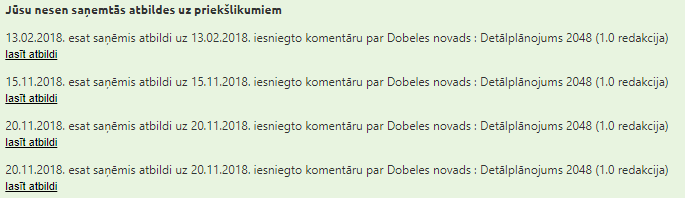 Jūsu nesen saņemtās atbildes uz priekšlikumiem
13.02.2018. esat saņēmis atbildi uz 13.02.2018. iesniegto komentāru par Dobeles novads : Detālplānojums 2048 (1.0 redakcija)
lasīt atbildi
15.11.2018. esat saņēmis atbildi uz 15.11.2018. iesniegto komentāru par Dobeles novads : Detālplānojums 2048 (1.0 redakcija)
lasīt atbildi
20.11.2018. esat saņēmis atbildi uz 20.11.2018. iesniegto komentāru par Dobeles novads : Detālplānojums 2048 (1.0 redakcija)
lasīt atbildi
20.11.2018. esat saņēmis atbildi uz 20.11.2018. iesniegto komentāru par Dobeles novads : Detālplānojums 2048 (1.0 redakcija)
lasīt atbildi